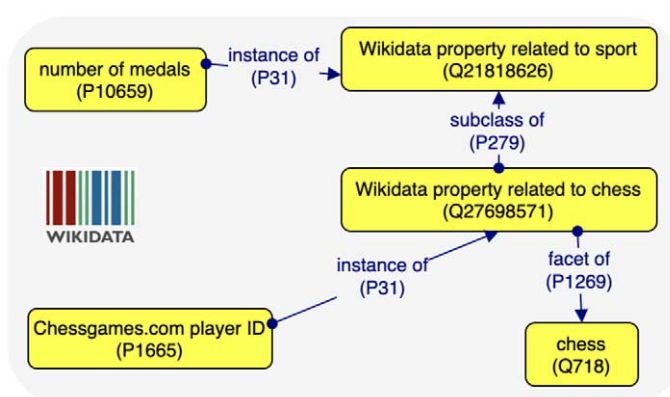 number of medals
(P10659)
instance of
(P31)
Wikidata property related to sport
(Q21818626)
subclass of
(P279)
Wikidata property related to chess
(Q27698571)
WIKIDATA
instance of
(P31)
facet of
(P1269)
Chessgames.com player ID
(P1665)
chess
(Q718)